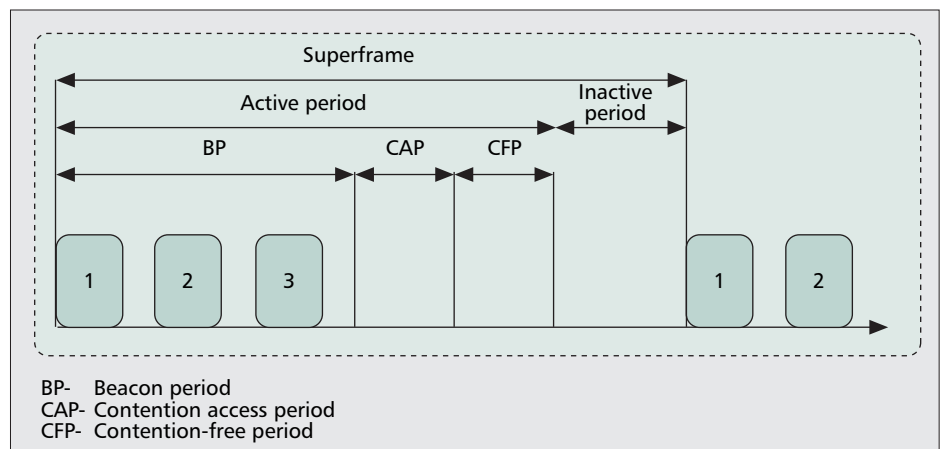 Superframe
Active period
Inactive
period
BP
CAP
CFP
1
2
3
1
2
BP- Beacon period
CAP- Contention access period
CFP- Contention-free period